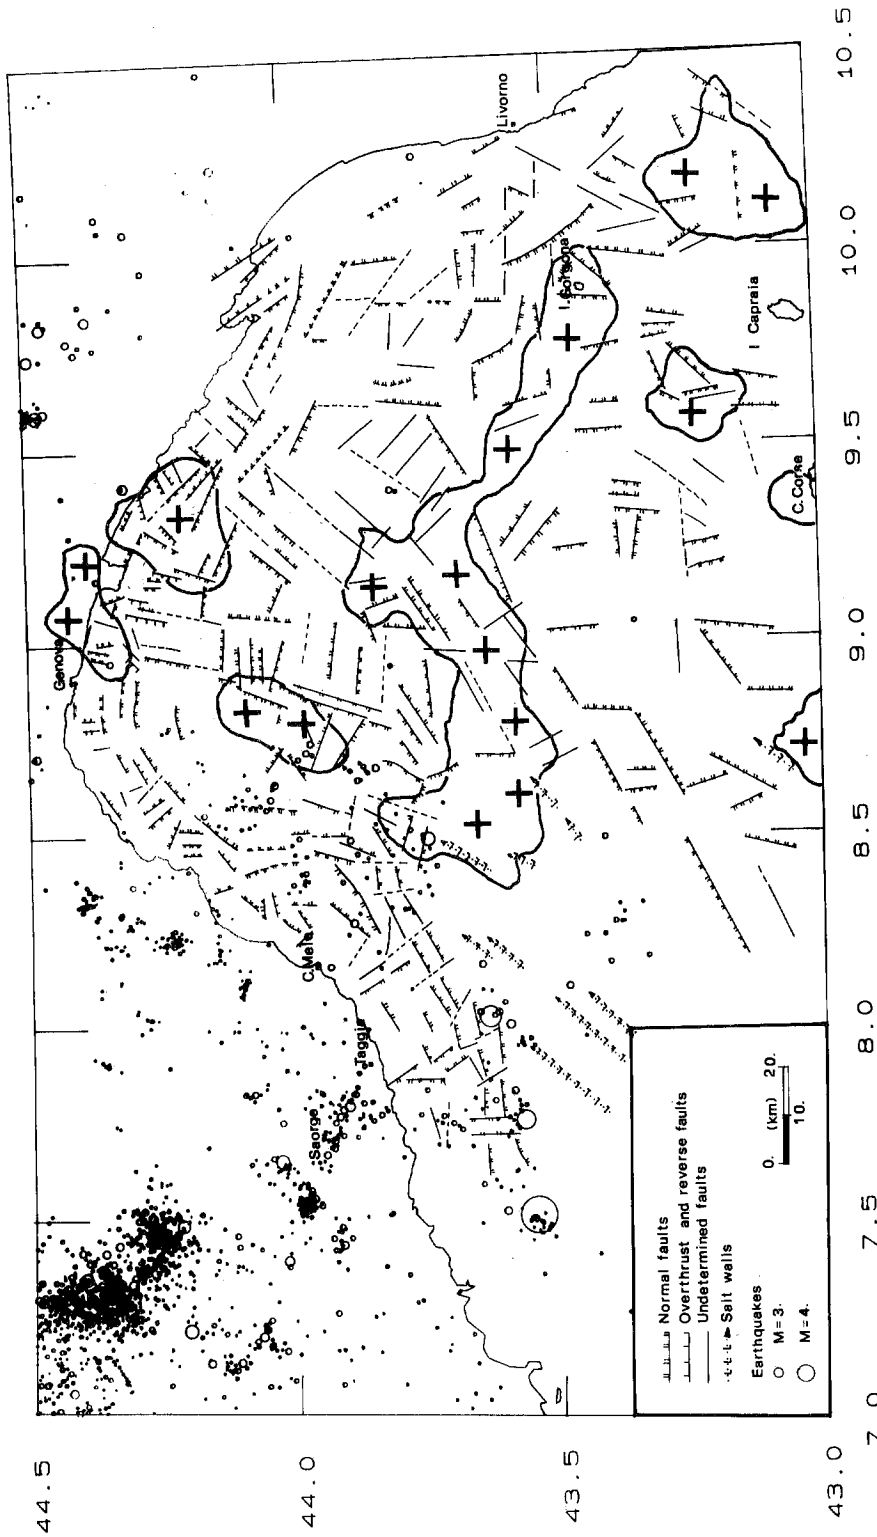 44.5
44.0
43.5
43.0
7.0
7.5
8.0
8.5
9.0
9.5
10.0
10.5
Genova
Livorno
I. Gorgona
I Capraia
C. Corse
C. Mele
Taggia
Saorge
Normal faults
Overthrust and reverse faults
Undetermined faults
Salt walls
Earthquakes
M=3.
M=4.
0. (km) 20.
10.